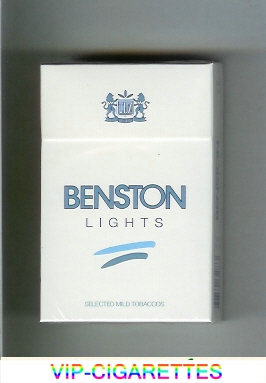 BENSTON
LIGHTS
SELECTED MILD TOBACCOS
VIP-CIGARETTES